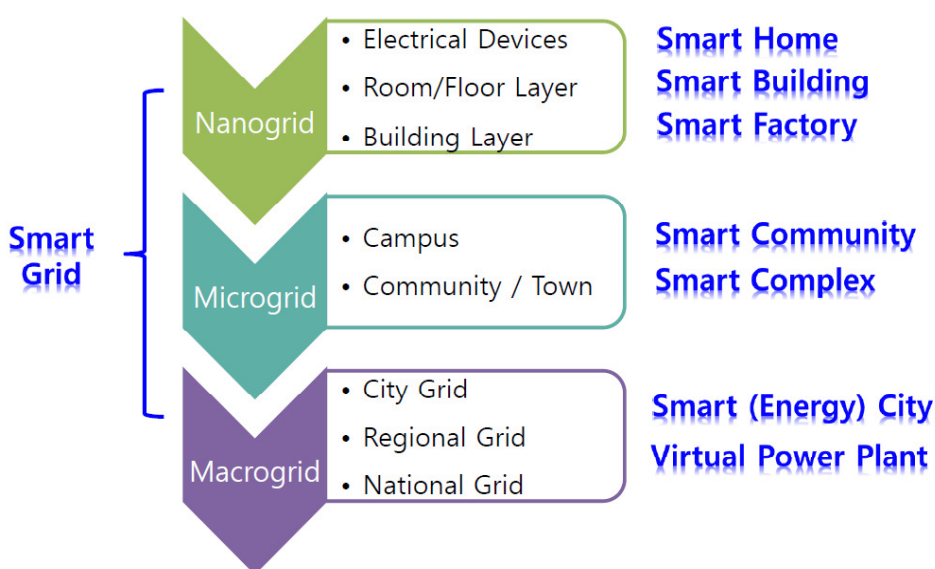 Smart
Grid
Nanogrid
• Electrical Devices
• Room/Floor Layer
• Building Layer
Smart Home
Smart Building
Smart Factory
Microgrid
• Campus
• Community / Town
Smart Community
Smart Complex
Macrogrid
• City Grid
• Regional Grid
• National Grid
Smart (Energy) City
Virtual Power Plant